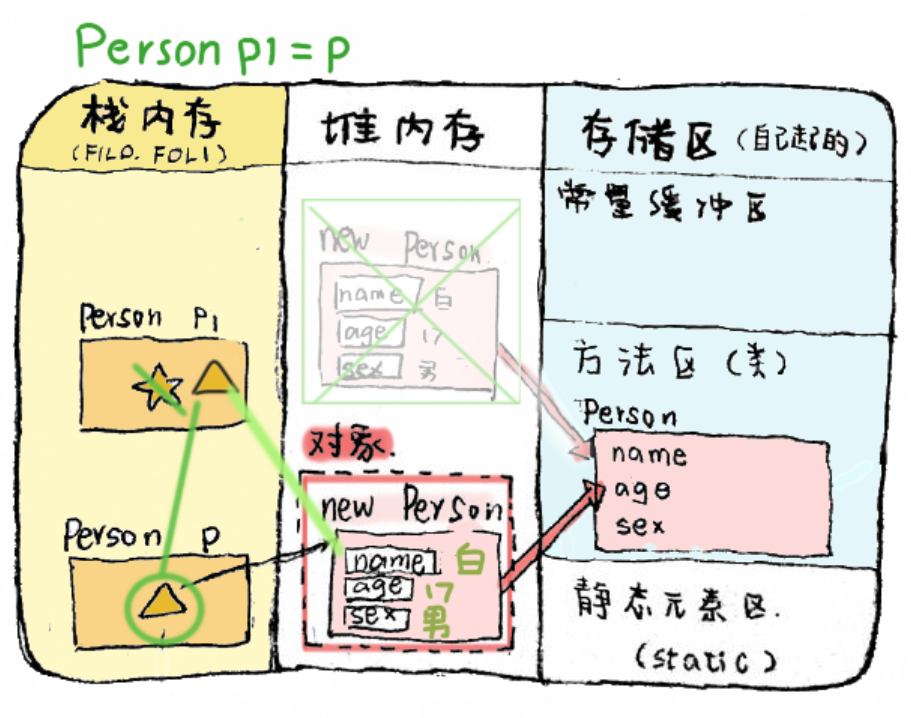 Person p1 = p
栈内存
(FILO. FOLI)
堆内存
存储区(自己起的)
常量缓冲区
new Person
name 白
age 17
sex 男
Person P1
方法区(类)
Person
name
age
sex
对象.
new Person
name 白
age 17
sex 男
Person p
静态元素区.
(static)